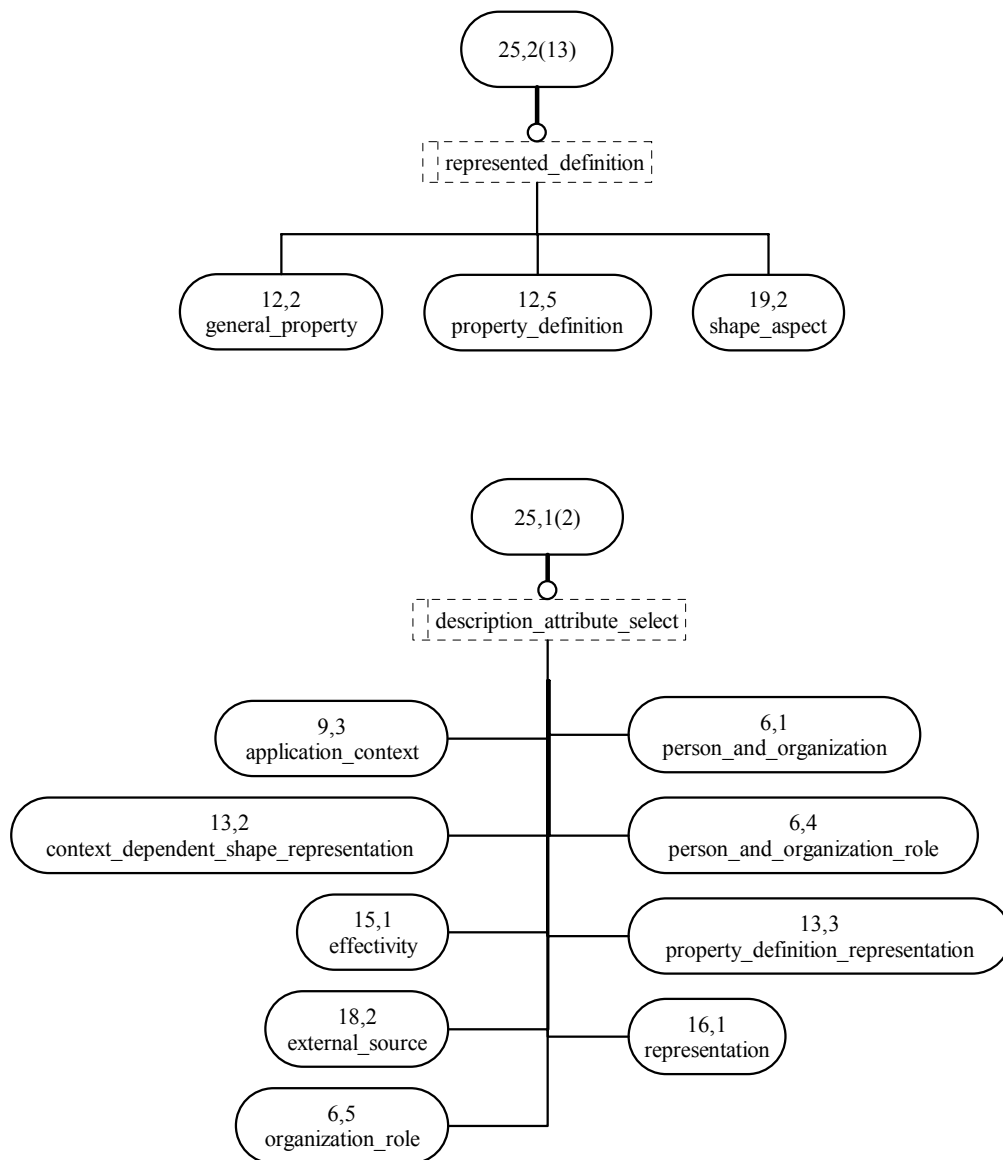 25,2(13)
represented_definition
12,2
general_property
12,5
property_definition
19,2
shape_aspect
25,1(2)
description_attribute_select
9,3
application_context
6,1
person_and_organization
13,2
context_dependent_shape_representation
6,4
person_and_organization_role
15,1
effectivity
13,3
property_definition_representation
18,2
external_source
16,1
representation
6,5
organization_role